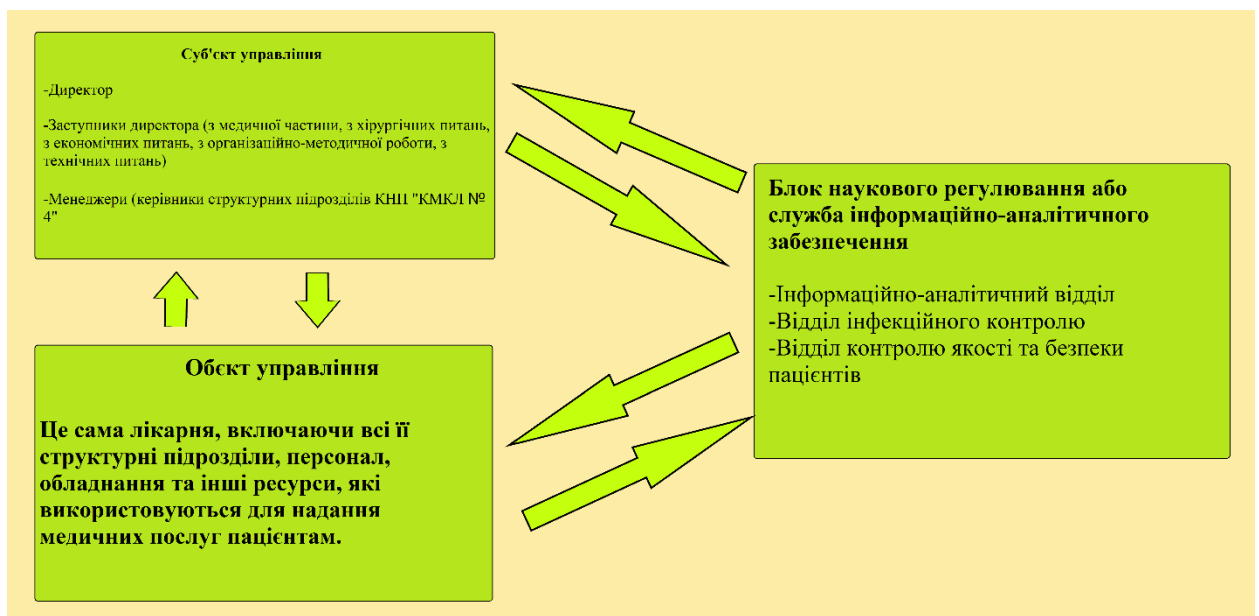 Суб'єкт управління
-Директор
-Заступники директора (з медичної частини, з хірургічних питань,
з економічних питань, з організаційно-методичної роботи, з
технічних питань)
-Менеджери (керівники структурних підрозділів КНП "КМКЛ №
4"
Блок наукового регулювання або
служба інформаційно-аналітичного
забезпечення
-Інформаційно-аналітичний відділ
-Відділ інфекційного контролю
-Відділ контролю якості та безпеки
пацієнтів
Обєкт управління
Це сама лікарня, включаючи всі її
структурні підрозділи, персонал,
обладнання та інші ресурси, які
використовуються для надання
медичних послуг пацієнтам.